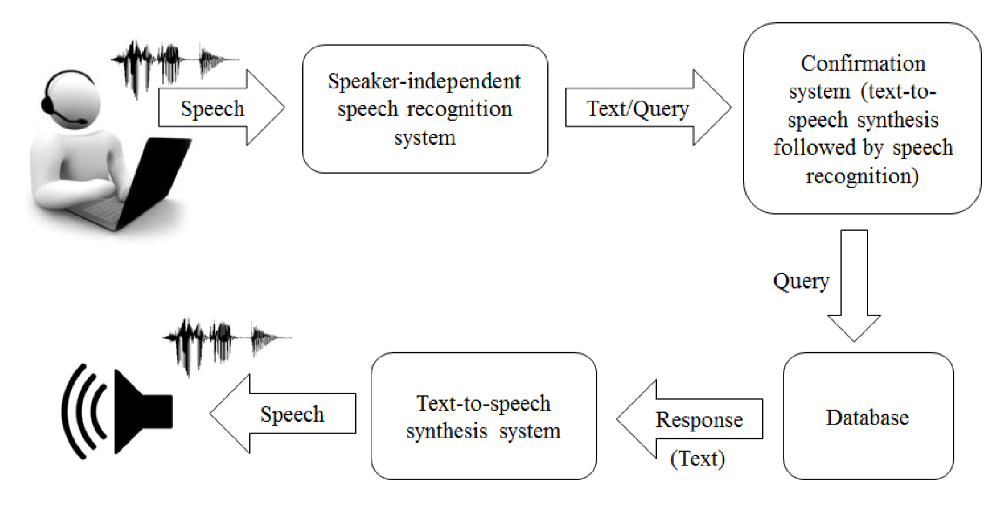 Speech
Speaker-independent
speech recognition
system
Text/Query
Confirmation
system (text-to-
speech synthesis
followed by speech
recognition)
Query
Database
Response
(Text)
Text-to-speech
synthesis system
Speech